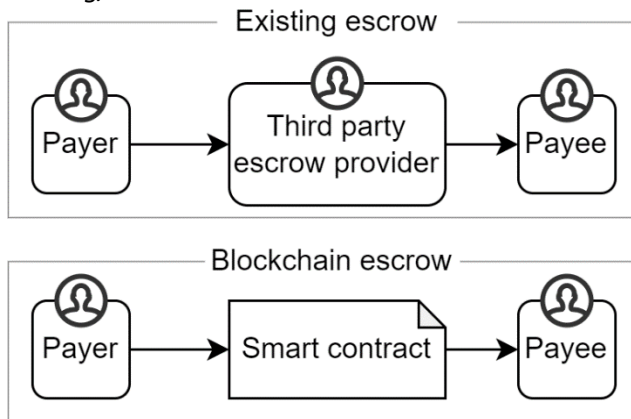 Existing escrow
Payer
Third party
escrow provider
Payee
Blockchain escrow
Payer
Smart contract
Payee